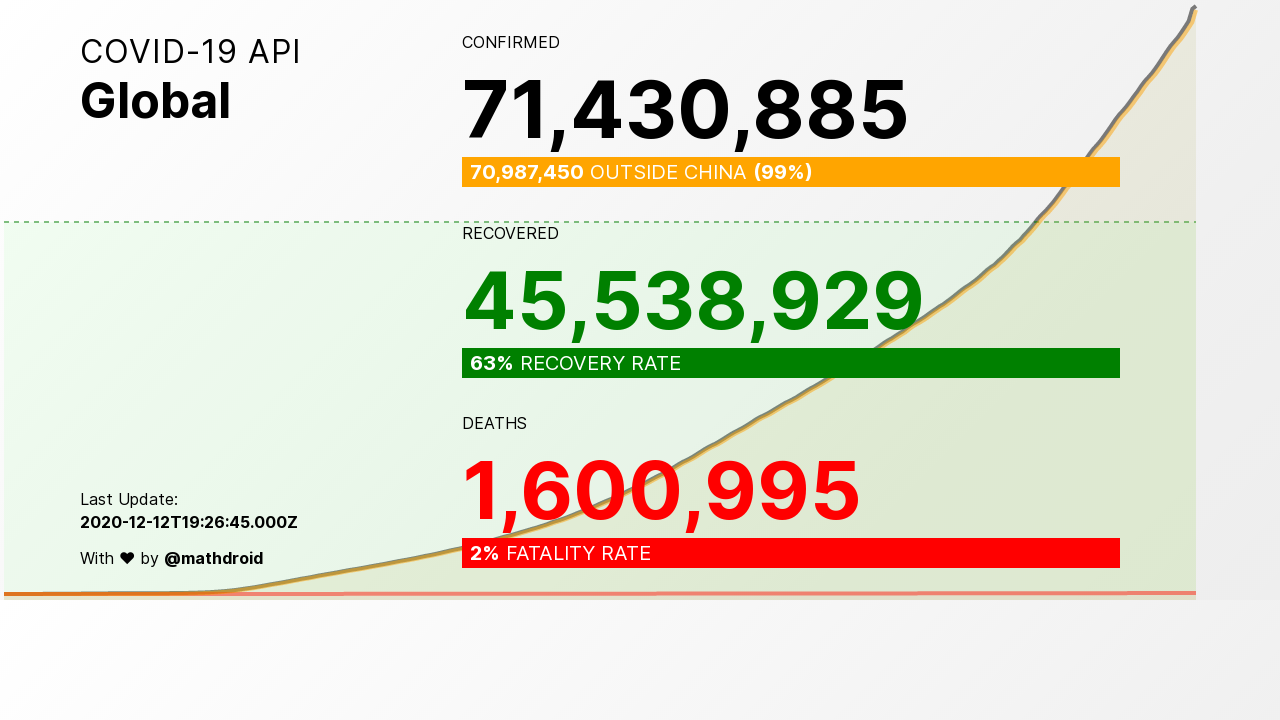 COVID-19 API
Global
CONFIRMED
71,430,885
70,987,450 OUTSIDE CHINA (99%)
RECOVERED
45,538,929
63% RECOVERY RATE
DEATHS
1,600,995
2% FATALITY RATE
Last Update:
2020-12-12T19:26:45.000Z
With ♥ by @mathdroid